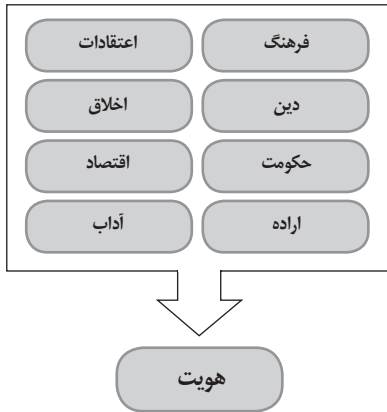 فرهنگ اعتقادات
دین اخلاق
حکومت اقتصاد
اراده آداب
هویت